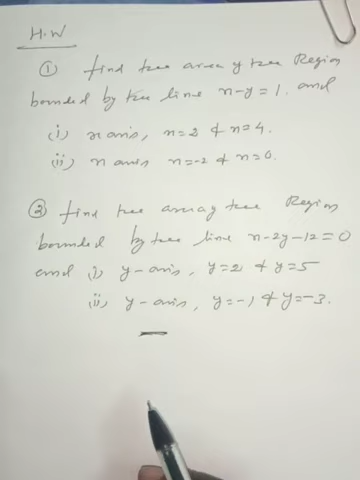 H.W
① find the area of the Region
bounded by the line x-y=1. and
(i) x axis, x=2 & x=4.
(ii) x axis x=-2 & x=0.
② find the area of the Region
bounded by the line x-2y-12=0
and (i) y-axis, y=2 & y=5
(ii) y-axis, y=-1 & y=-3.